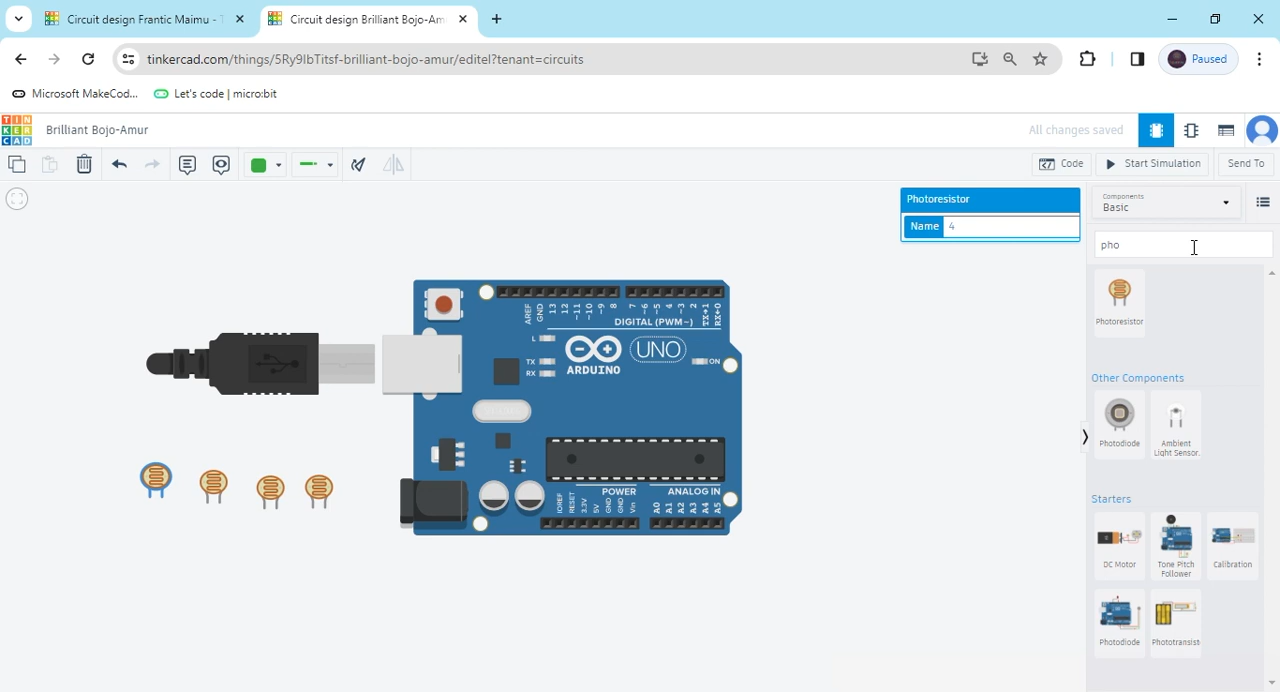 Circuit design Frantic Maimu - T
Circuit design Brilliant Bojo-Am
tinkercad.com/things/5Ry9lbTitsf-brilliant-bojo-amur/editel?tenant=circuits
Paused
Microsoft MakeCod...
Let's code | micro:bit
TIN
KER
CAD
Brilliant Bojo-Amur
All changes saved
Code
Start Simulation
Send To
Photoresistor
Name 4
Components
Basic
pho
Photoresistor
Other Components
Photodiode
Ambient
Light Sensor.
Starters
DC Motor
Tone Pitch
Follower
Calibration
Photodiode
Phototransist
AREF
GND
13
12
~11
~10
~9
8
7
~6
~5
4
~3
2
TX→1
RX←0
DIGITAL (PWM~)
L
TX
RX
ARDUINO
UNO
ON
POWER
ANALOG IN
IOREF
RESET
3.3V
5V
GND
GND
Vin
A0
A1
A2
A3
A4
A5